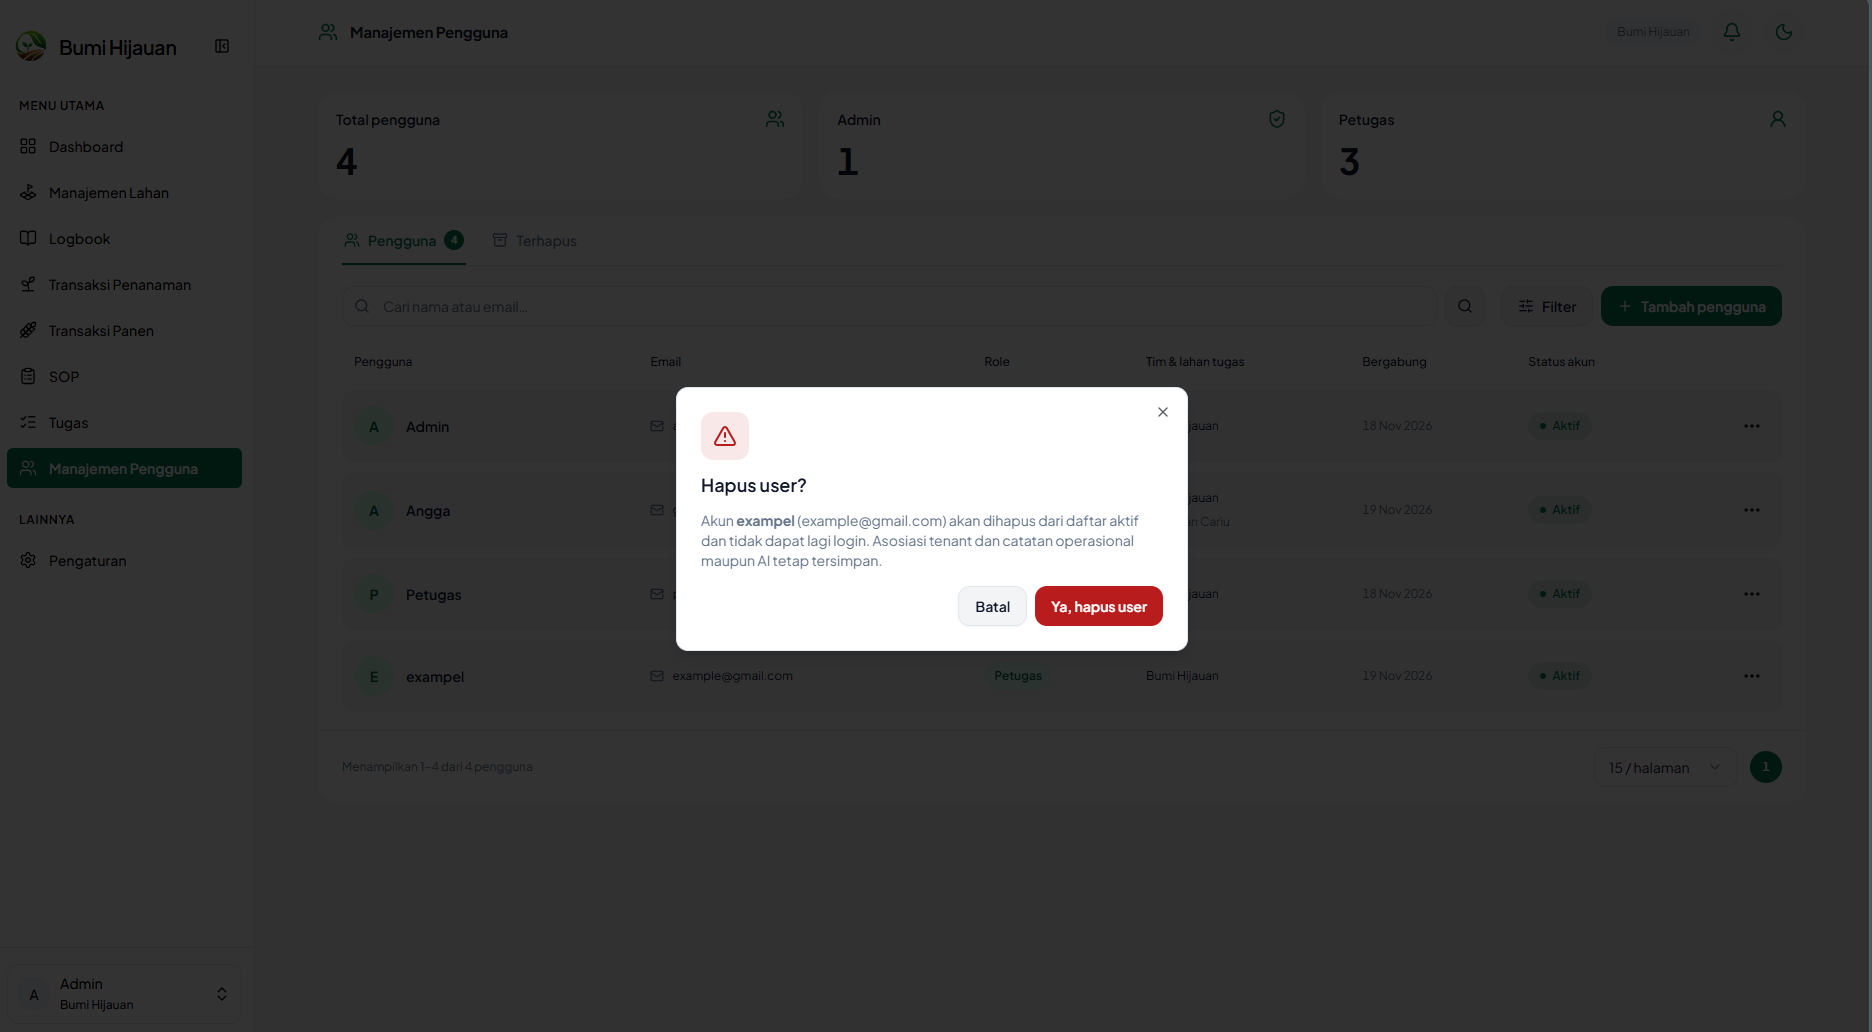 Bumi Hijauan
MENU UTAMA
Dashboard
Manajemen Lahan
Logbook
Transaksi Penanaman
Transaksi Panen
SOP
Tugas
Manajemen Pengguna
LAINNYA
Pengaturan
A
Admin
Bumi Hijauan
Manajemen Pengguna
Bumi Hijauan
Total pengguna
4
Admin
1
Petugas
3
Pengguna 4
Terhapus
Cari nama atau email...
Filter
+ Tambah pengguna
Pengguna Email Role Tim & lahan tugas Bergabung Status akun
A Admin 18 Nov 2026 Aktif
A Angga 19 Nov 2026 Aktif
P Petugas 18 Nov 2026 Aktif
E exampel example@gmail.com Petugas Bumi Hijauan 19 Nov 2026 Aktif
Menampilkan 1–4 dari 4 pengguna
15 / halaman
1
Hapus user?
Akun exampel (example@gmail.com) akan dihapus dari daftar aktif
dan tidak dapat lagi login. Asosiasi tenant dan catatan operasional
maupun AI tetap tersimpan.
Batal
Ya, hapus user